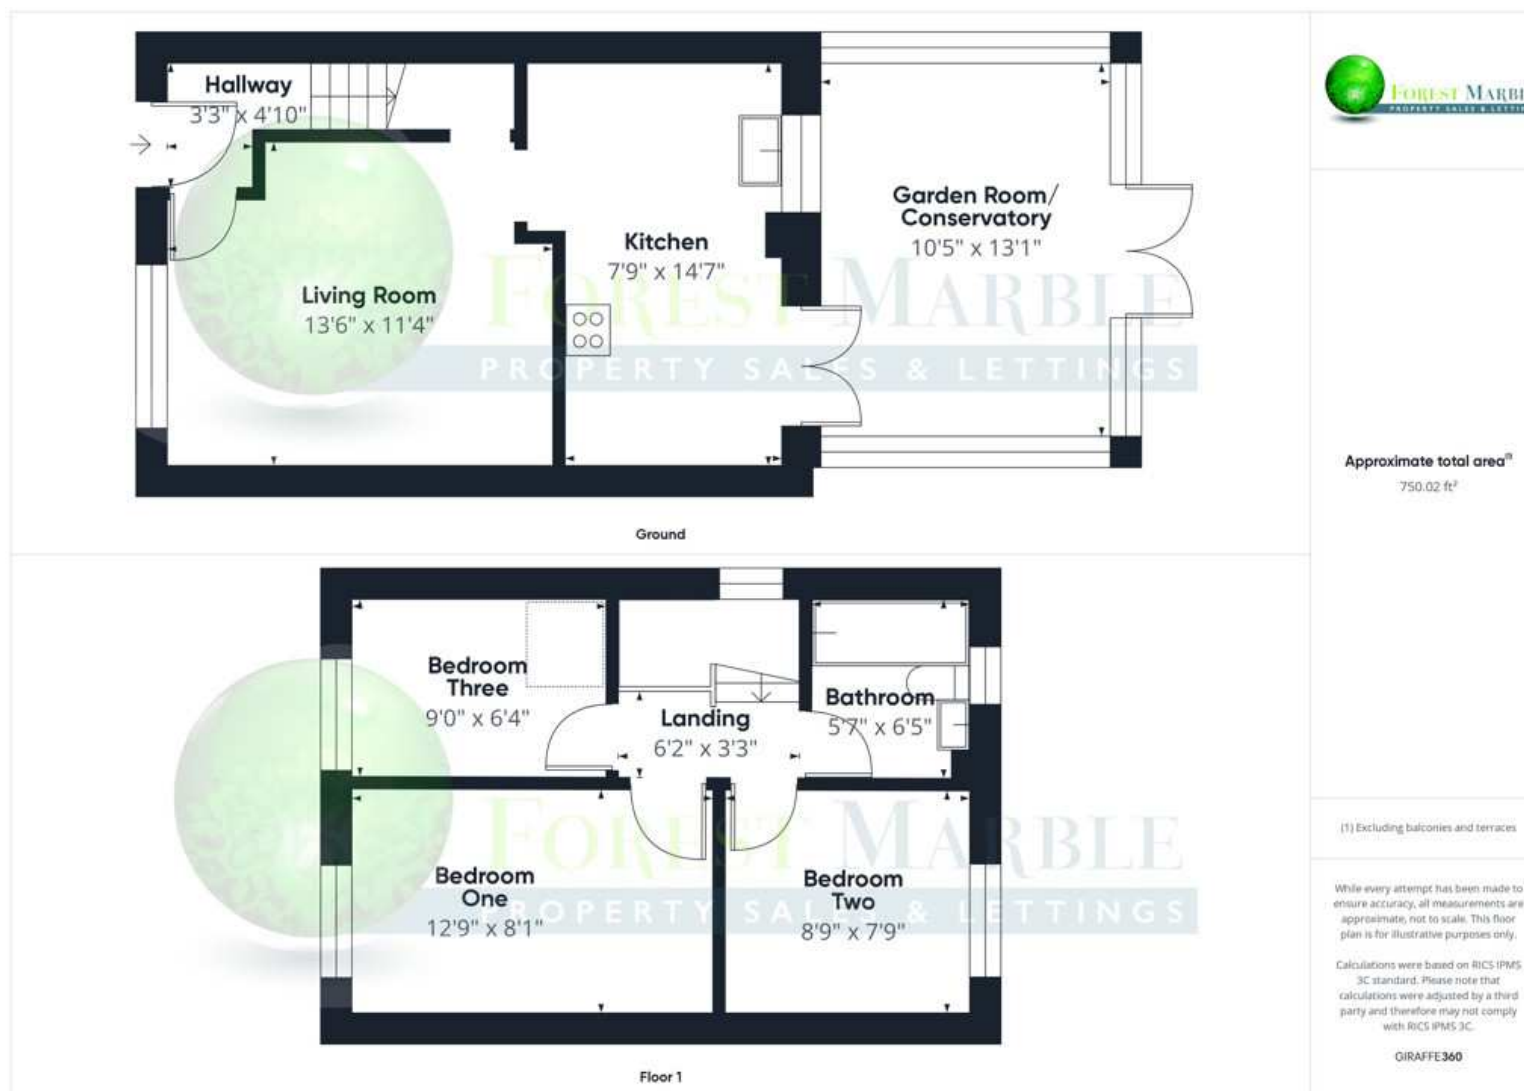 Hallway
3'3" x 4'10"
Living Room
13'6" x 11'4"
Kitchen
7'9" x 14'7"
Garden Room/
Conservatory
10'5" x 13'1"
FOREST MARBLE
PROPERTY SALES & LETTINGS
Ground
Bedroom
Three
9'0" x 6'4"
Landing
6'2" x 3'3"
Bathroom
5'7" x 6'5"
Bedroom
One
12'9" x 8'1"
Bedroom
Two
8'9" x 7'9"
FOREST MARBLE
PROPERTY SALES & LETTINGS
Floor 1
FOREST MARBL
PROPERTY SALES & LETTIN
Approximate total area(1)
750.02 ft²
(1) Excluding balconies and terraces
While every attempt has been made to
ensure accuracy, all measurements are
approximate, not to scale. This floor
plan is for illustrative purposes only.
Calculations were based on RICS IPMS
3C standard. Please note that
calculations were adjusted by a third
party and therefore may not comply
with RICS IPMS 3C.
GIRAFFE360